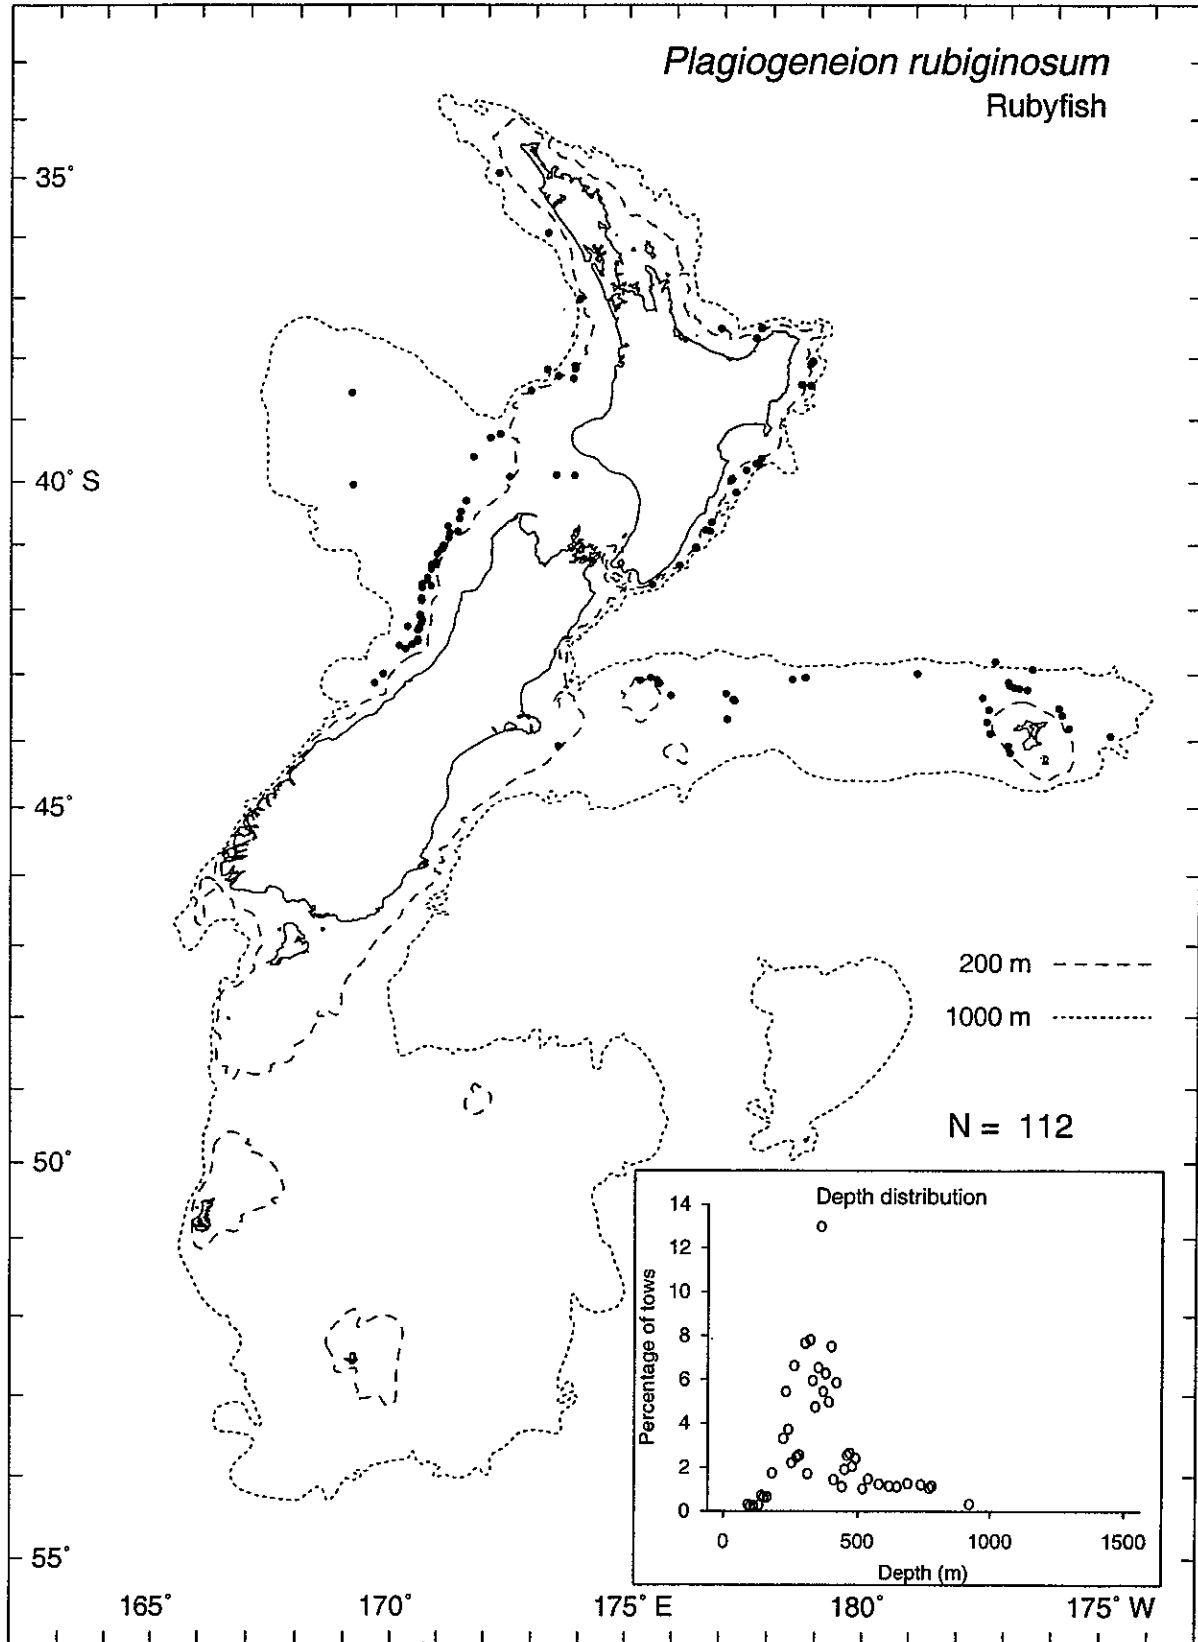 Plagiogeneion rubiginosum
Rubyfish
35°
40° S
45°
50°
55°
200 m
1000 m
N = 112
Depth distribution
Percentage of tows
14
12
10
8
6
4
2
0
0 500 1000 1500
Depth (m)
165° 170° 175° E 180° 175° W